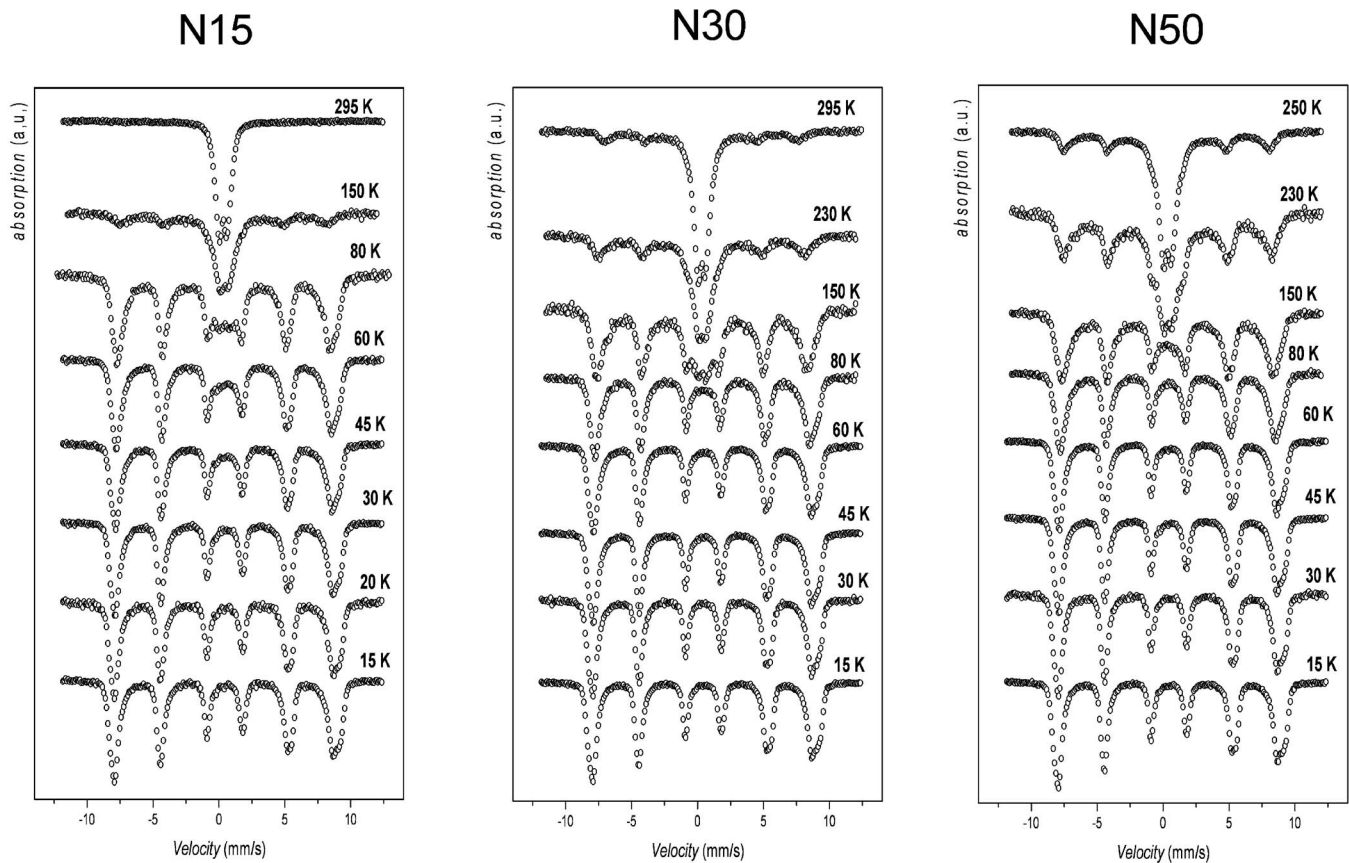 N15
N30
N50
absorption (a.u,)
295 K
150 K
80 K
60 K
45 K
30 K
20 K
15 K
-10 -5 0 5 10
Velocity (mm/s)
absorption (a.u.)
295 K
230 K
150 K
80 K
60 K
45 K
30 K
15 K
-10 -5 0 5 10
Velocity (mm/s)
absorption (a.u.)
250 K
230 K
150 K
80 K
60 K
45 K
30 K
15 K
-10 -5 0 5 10
Velocity (mm/s)